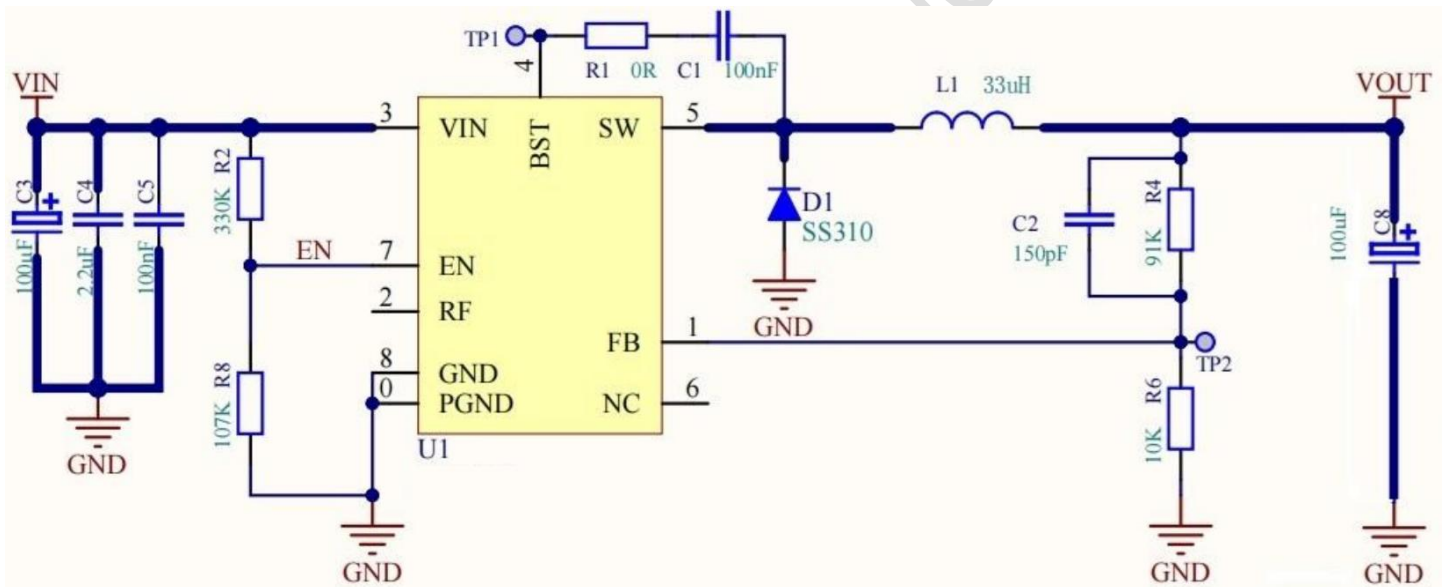 TP1
4
R1 0R C1 100nF
VIN
3 VIN
BST
SW 5
L1 33uH
VOUT
C3
100uF
C4
2.2uF
C5
100nF
R2
330K
EN
7 EN
2 RF
8 GND
0 PGND
FB 1
NC 6
U1
R8
107K
D1
SS310
GND
C2
150pF
R4
91K
TP2
R6
10K
C8
100uF
GND
GND
GND
GND